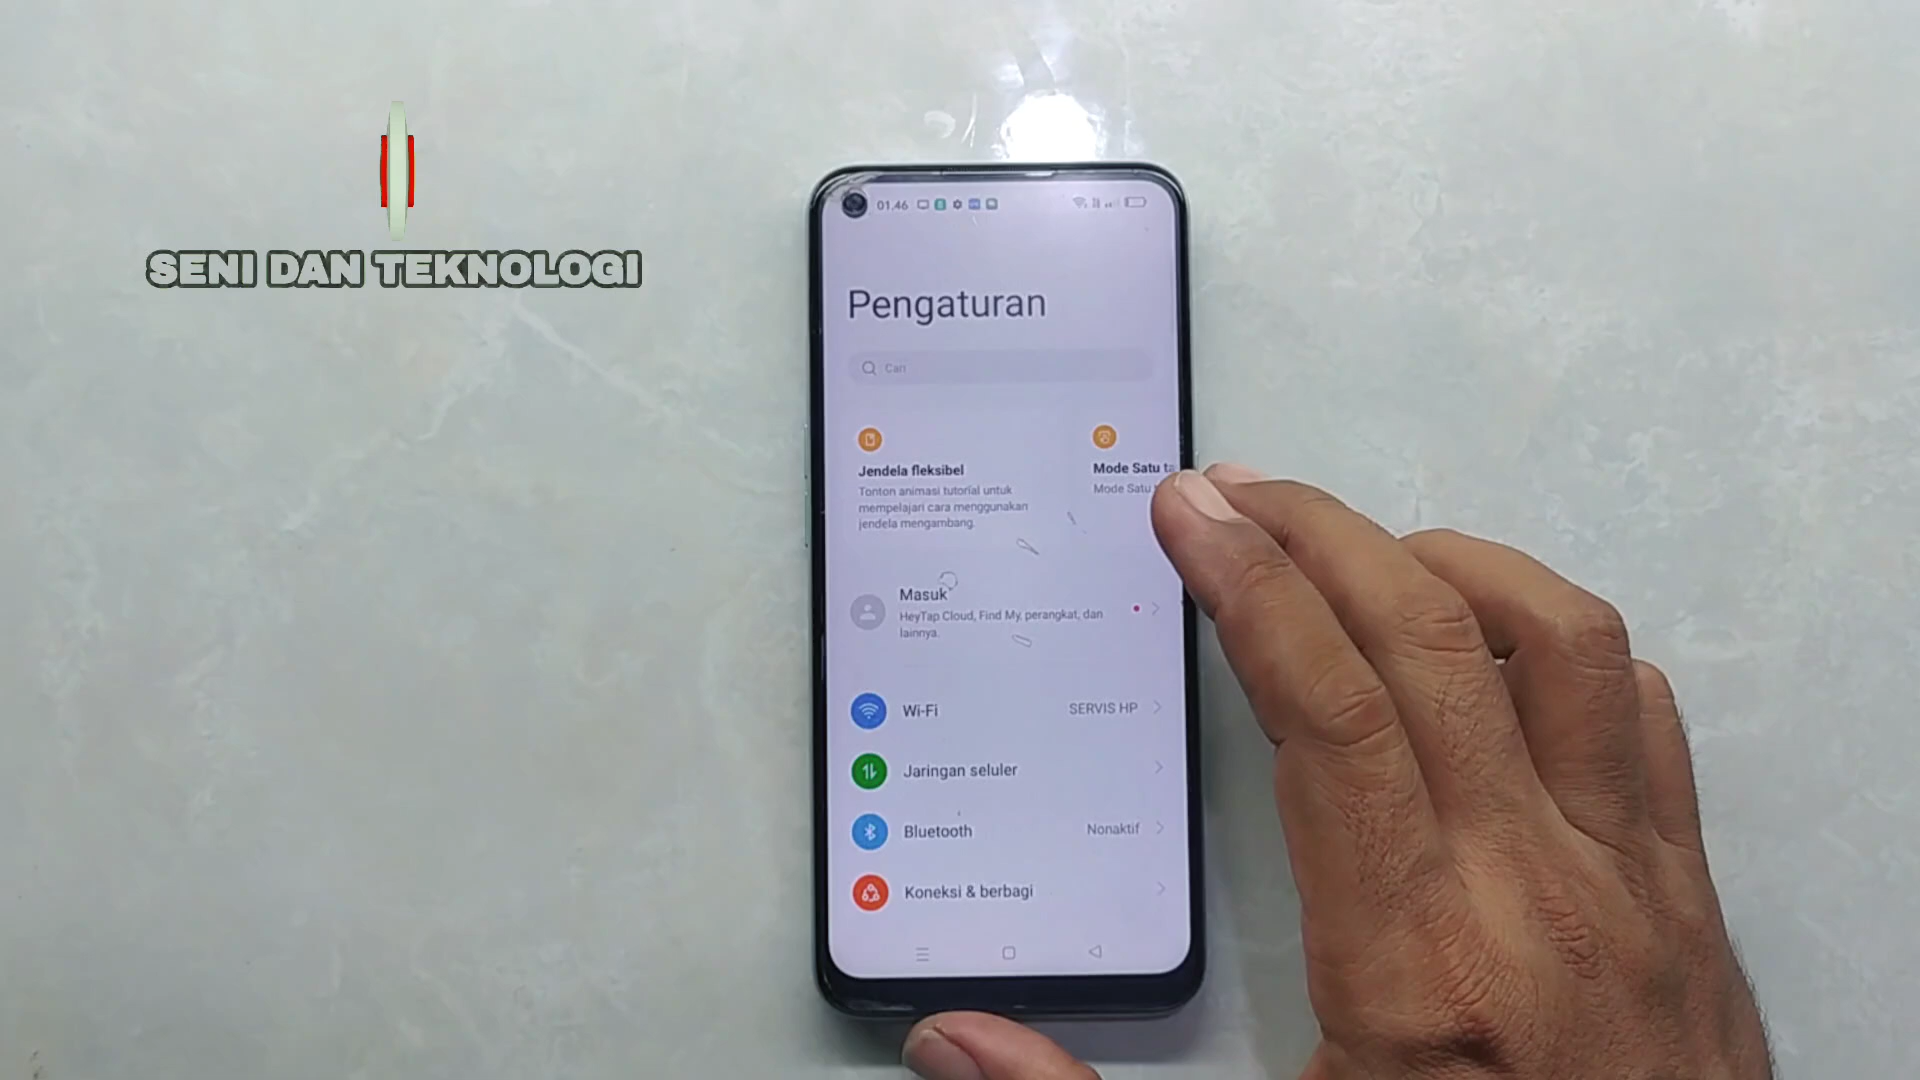 SENI DAN TEKNOLOGI
01.46
Pengaturan
Cari
Jendela fleksibel
Tonton animasi tutorial untuk
mempelajari cara menggunakan
jendela mengambang.
Mode Satu ta
Mode Satu
Masuk
HeyTap Cloud, Find My, perangkat, dan
lainnya.
Wi-Fi
SERVIS HP
Jaringan seluler
Bluetooth
Nonaktif
Koneksi & berbagi